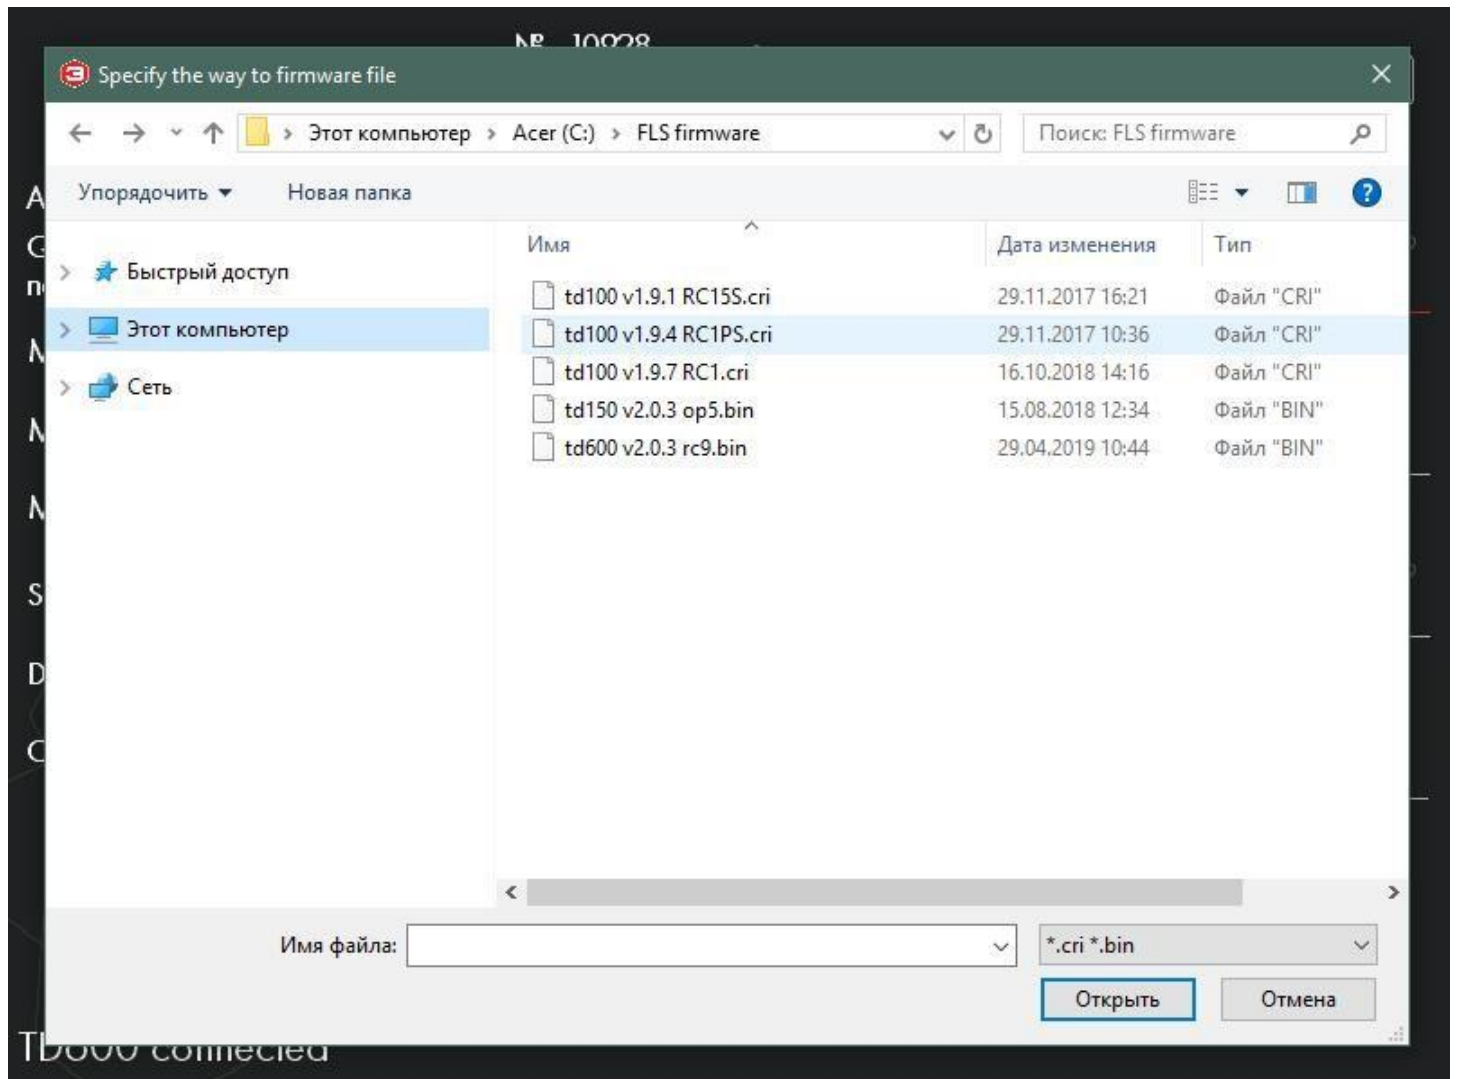 № 10928
Specify the way to firmware file
Этот компьютер > Acer (C:) > FLS firmware
Поиск: FLS firmware
Упорядочить
Новая папка
Имя
Дата изменения
Тип
Быстрый доступ
Этот компьютер
Сеть
td100 v1.9.1 RC15S.cri 29.11.2017 16:21 Файл "CRI"
td100 v1.9.4 RC1PS.cri 29.11.2017 10:36 Файл "CRI"
td100 v1.9.7 RC1.cri 16.10.2018 14:16 Файл "CRI"
td150 v2.0.3 op5.bin 15.08.2018 12:34 Файл "BIN"
td600 v2.0.3 rc9.bin 29.04.2019 10:44 Файл "BIN"
Имя файла:
*.cri *.bin
Открыть
Отмена
TD600 connected